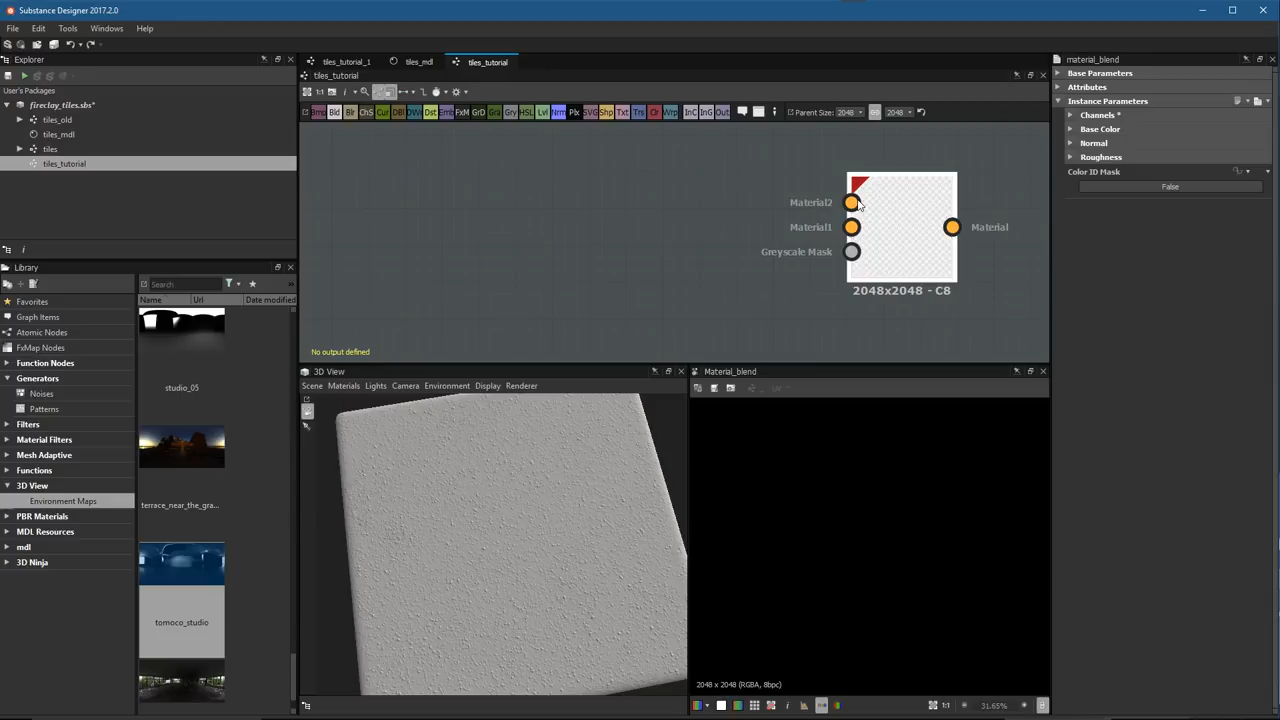 Substance Designer 2017.2.0
File Edit Tools Windows Help
Explorer
User's Packages
fireclay_tiles.sbs*
tiles_old
tiles_mdl
tiles
tiles_tutorial
Library
Search
Name Url Date modified
Favorites
Graph Items
Atomic Nodes
FxMap Nodes
Function Nodes
Generators
Noises
Patterns
Filters
Material Filters
Mesh Adaptive
Functions
3D View
Environment Maps
PBR Materials
MDL Resources
mdl
3D Ninja
studio_05
terrace_near_the_gra...
tomoco_studio
tiles_tutorial_1 tiles_mdl tiles_tutorial
tiles_tutorial
Parent Size: 2048 2048
Material2
Material1
Greyscale Mask
Material
2048x2048 - C8
No output defined
3D View
Scene Materials Lights Camera Environment Display Renderer
Material_blend
2048 x 2048 (RGBA, 8bpc)
1:1 31.65%
material_blend
Base Parameters
Attributes
Instance Parameters
Channels *
Base Color
Normal
Roughness
Color ID Mask
False